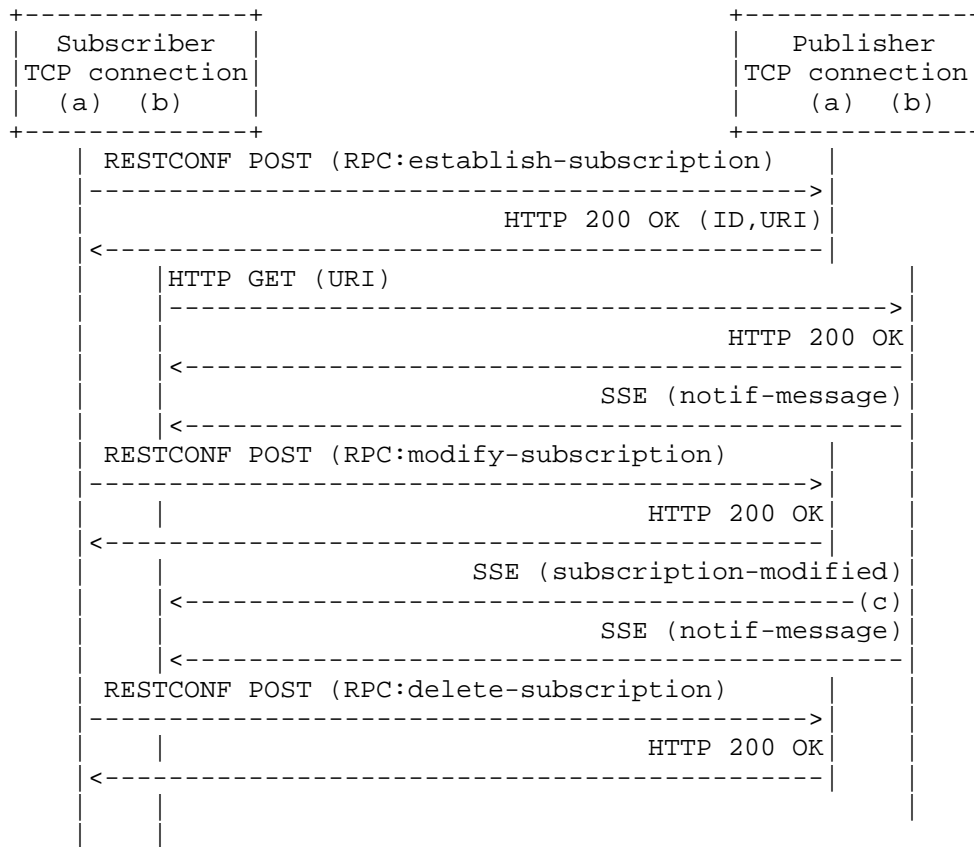 Subscriber
Publisher
TCP connection
TCP connection
(a) (b)
(a) (b)
RESTCONF POST (RPC:establish-subscription)
HTTP 200 OK (ID,URI)
HTTP GET (URI)
HTTP 200 OK
SSE (notif-message)
RESTCONF POST (RPC:modify-subscription)
HTTP 200 OK
SSE (subscription-modified)
(c)
SSE (notif-message)
RESTCONF POST (RPC:delete-subscription)
HTTP 200 OK